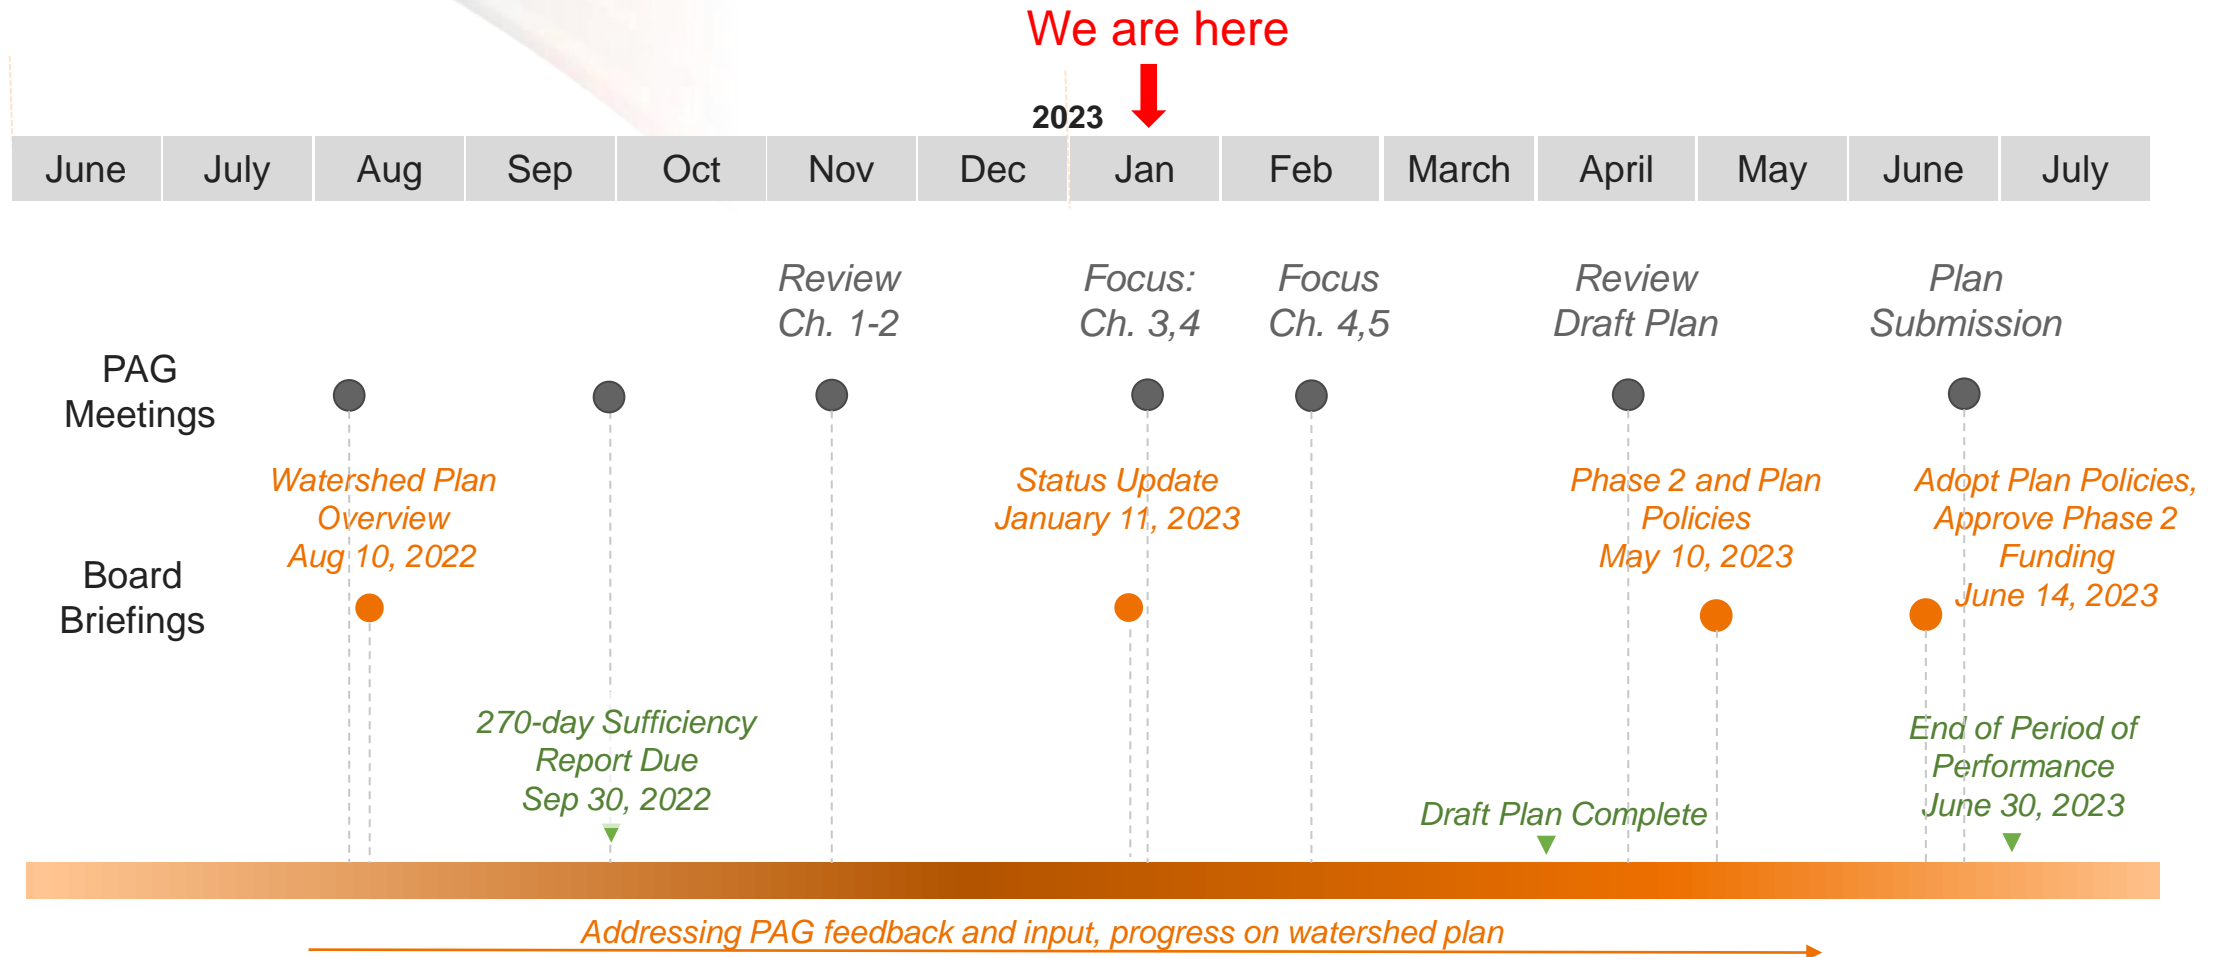 We are here
2023
June July Aug Sep Oct Nov Dec Jan Feb March April May June July
Review
Ch. 1-2
Focus:
Ch. 3,4
Focus
Ch. 4,5
Review
Draft Plan
Plan
Submission
PAG
Meetings
Watershed Plan
Overview
Aug 10, 2022
Status Update
January 11, 2023
Phase 2 and Plan
Policies
May 10, 2023
Adopt Plan Policies,
Approve Phase 2
Funding
June 14, 2023
Board
Briefings
270-day Sufficiency
Report Due
Sep 30, 2022
Draft Plan Complete
End of Period of
Performance
June 30, 2023
Addressing PAG feedback and input, progress on watershed plan